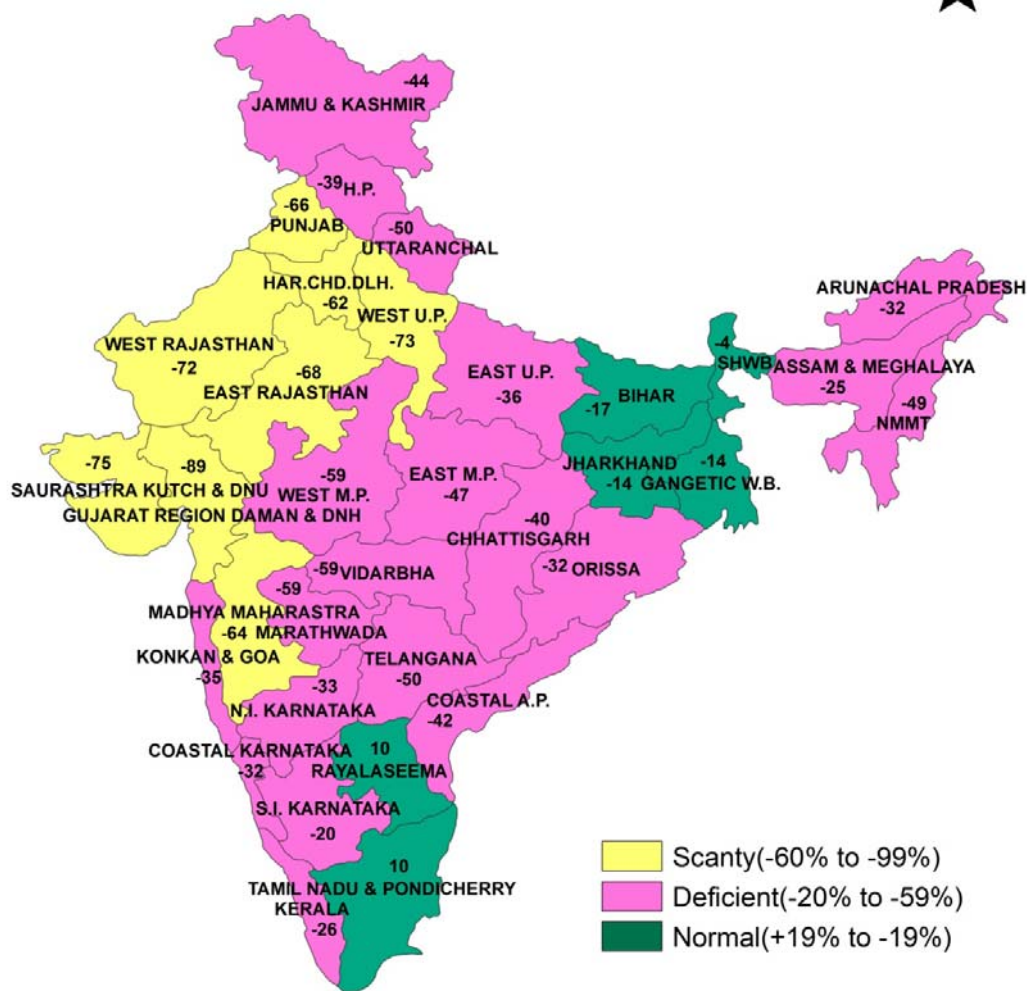 -44
JAMMU & KASHMIR
-39 H.P.
-66
PUNJAB
-50
UTTARANCHAL
HAR.CHD.DLH.
-62
WEST U.P.
-73
WEST RAJASTHAN
-72
-68
EAST RAJASTHAN
EAST U.P.
-36
BIHAR
-17
-4
SHWB
ARUNACHAL PRADESH
-32
ASSAM & MEGHALAYA
-25
-49
NMMT
-75
SAURASHTRA KUTCH & DNU
-89
GUJARAT REGION DAMAN & DNH
-59
WEST M.P.
EAST M.P.
-47
JHARKHAND
-14
-14
GANGETIC W.B.
-40
CHHATTISGARH
-32 ORISSA
-59 VIDARBHA
-59
MADHYA MAHARASTRA
-64 MARATHWADA
KONKAN & GOA
-35
TELANGANA
-50
-33
N.I. KARNATAKA
COASTAL A.P.
-42
COASTAL KARNATAKA
-32
10
RAYALASEEMA
S.I. KARNATAKA
-20
10
TAMIL NADU & PONDICHERRY
KERALA
-26
Scanty(-60% to -99%)
Deficient(-20% to -59%)
Normal(+19% to -19%)